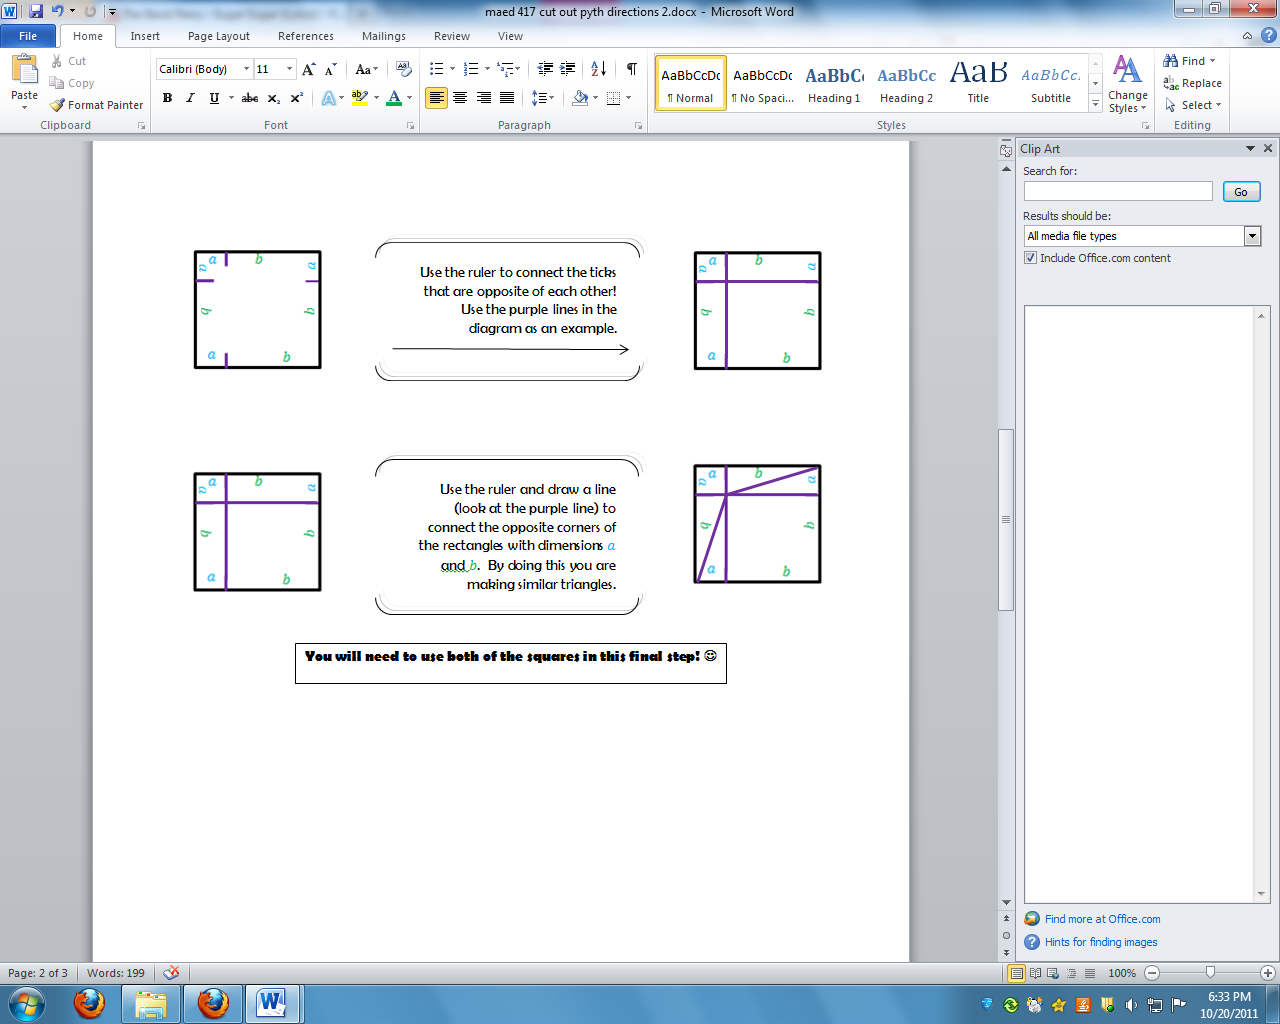 maed 417 cut out pyth directions 2.docx - Microsoft Word
File Home Insert Page Layout References Mailings Review View
Paste
Cut
Copy
Format Painter
Clipboard
Calibri (Body) 11
Font
Paragraph
AaBbCcDc AaBbCcDc AaBbCc AaBbCc AaB AaBbCc.
¶ Normal ¶ No Spaci... Heading 1 Heading 2 Title Subtitle
Styles
Change
Styles
Find
Replace
Select
Editing
a b
a a
b b
a b
Use the ruler to connect the ticks
that are opposite of each other!
Use the purple lines in the
diagram as an example.
a b
a a
b b
a b
a b
a a
b b
a b
Use the ruler and draw a line
(look at the purple line) to
connect the opposite corners of
the rectangles with dimensions a
and b. By doing this you are
making similar triangles.
a b
a a
b b
a b
You will need to use both of the squares in this final step! ☺
Clip Art
Search for:
Go
Results should be:
All media file types
Include Office.com content
Find more at Office.com
Hints for finding images
Page: 2 of 3 Words: 199
100%
6:33 PM
10/20/2011